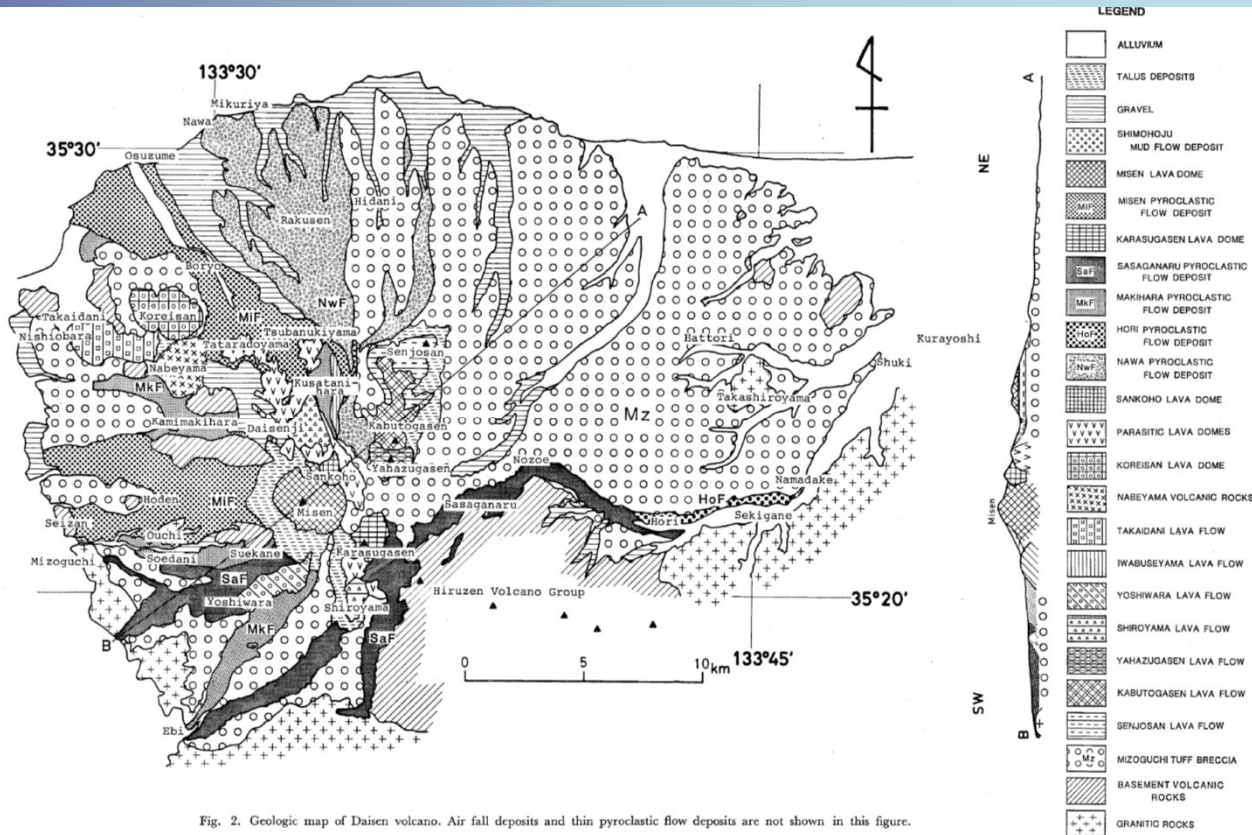 133°30′
Mikuriya
Nawa
35°30′
Osuzume
Hidani
A
Rakusen
Boryo
NwF
Koreisan
MiF
Takaidani
Nishiobara
Tsubanukiyama
Tataradoyama
Senjosan
Nabeyama
MkF
Kusatani-
hara
Kamimakihara
Daisenji
Kabutogasen
Yahazugasen
Sankoho
Hattori
Kurayoshi
Shuki
Takashiroyama
Mz
Nozoe
Namadake
HoF
Sekigane
Hori
Sasaganaru
Hoden
MiF
Misen
Seizan
Ouchi
Mizoguchi
Soedani
Suekane
Karasugasen
SaF
Yoshiwara
Shiroyama
MkF
SaF
B
Ebi
Hiruzen Volcano Group
35°20′
0 5 10 km
133°45′
A
NE
Misen
SW
B
LEGEND
ALLUVIUM
TALUS DEPOSITS
GRAVEL
SHIMOHOJU
MUD FLOW DEPOSIT
MISEN LAVA DOME
MiF MISEN PYROCLASTIC
FLOW DEPOSIT
KARASUGASEN LAVA DOME
SaF SASAGANARU PYROCLASTIC
FLOW DEPOSIT
MkF MAKIHARA PYROCLASTIC
FLOW DEPOSIT
HoF HORI PYROCLASTIC
FLOW DEPOSIT
NwF NAWA PYROCLASTIC
FLOW DEPOSIT
SANKOHO LAVA DOME
PARASITIC LAVA DOMES
KOREISAN LAVA DOME
NABEYAMA VOLCANIC ROCKS
TAKAIDANI LAVA FLOW
IWABUSEYAMA LAVA FLOW
YOSHIWARA LAVA FLOW
SHIROYAMA LAVA FLOW
YAHAZUGASEN LAVA FLOW
KABUTOGASEN LAVA FLOW
SENJOSAN LAVA FLOW
Mz MIZOGUCHI TUFF BRECCIA
BASEMENT VOLCANIC
ROCKS
GRANITIC ROCKS
Fig. 2. Geologic map of Daisen volcano. Air fall deposits and thin pyroclastic flow deposits are not shown in this figure.